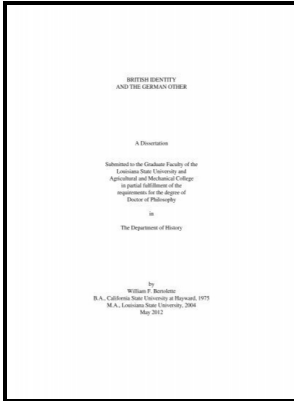 BRITISH IDENTITY
AND THE GERMAN OTHER
A Dissertation
Submitted to the Graduate Faculty of the
Louisiana State University and
Agricultural and Mechanical College
in partial fulfillment of the
requirements for the degree of
Doctor of Philosophy
in
The Department of History
by
William F. Bertolette
B.A., California State University at Hayward, 1975
M.A., Louisiana State University, 2004
May 2012